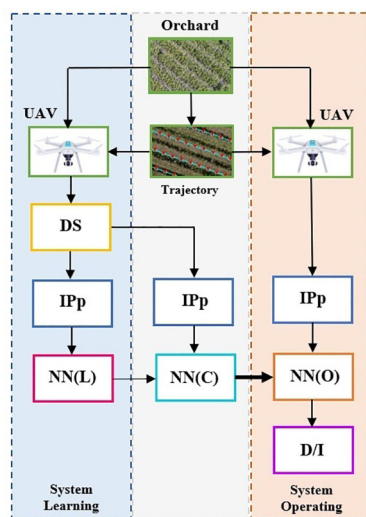 Orchard
UAV
UAV
Trajectory
DS
IPp
IPp
IPp
NN(L)
NN(C)
NN(O)
D/I
System
Learning
System
Operating